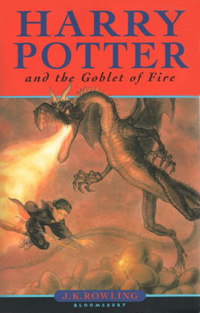 HARRY
POTTER
and the Goblet of Fire
J.K.ROWLING
BLOOMSBURY